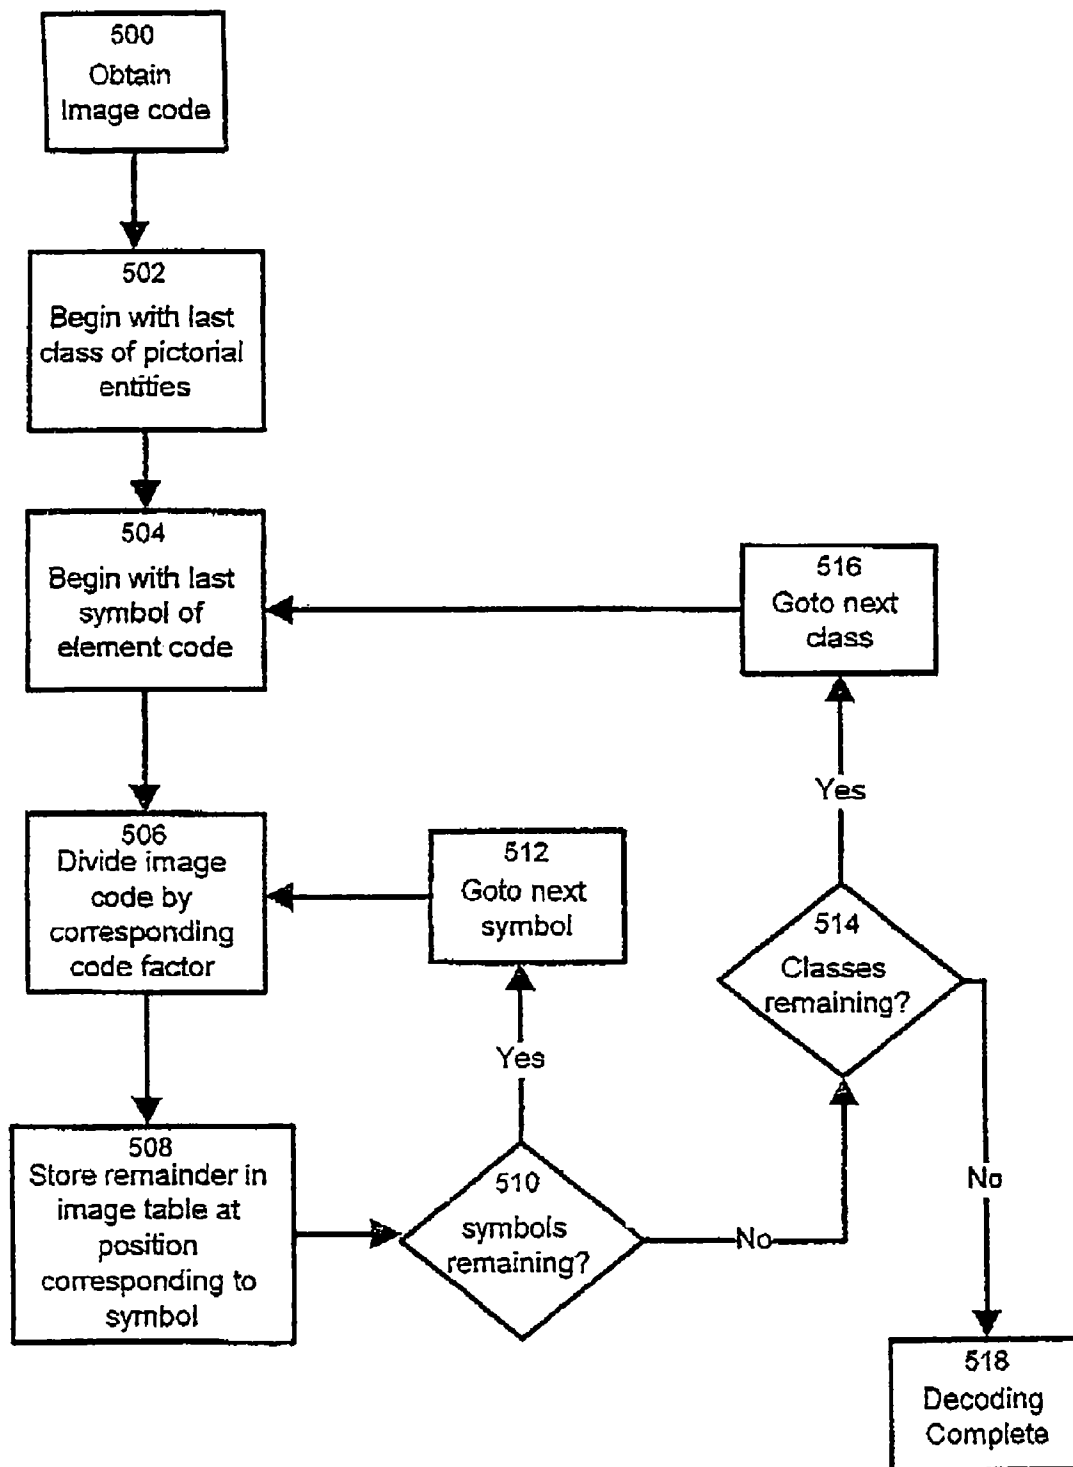 500
Obtain
Image code
502
Begin with last
class of pictorial
entities
504
Begin with last
symbol of
element code
516
Goto next
class
Yes
506
Divide image
code by
corresponding
code factor
512
Goto next
symbol
514
Classes
remaining?
Yes
508
Store remainder in
image table at
position
corresponding to
symbol
510
symbols
remaining?
No
No
518
Decoding
Complete